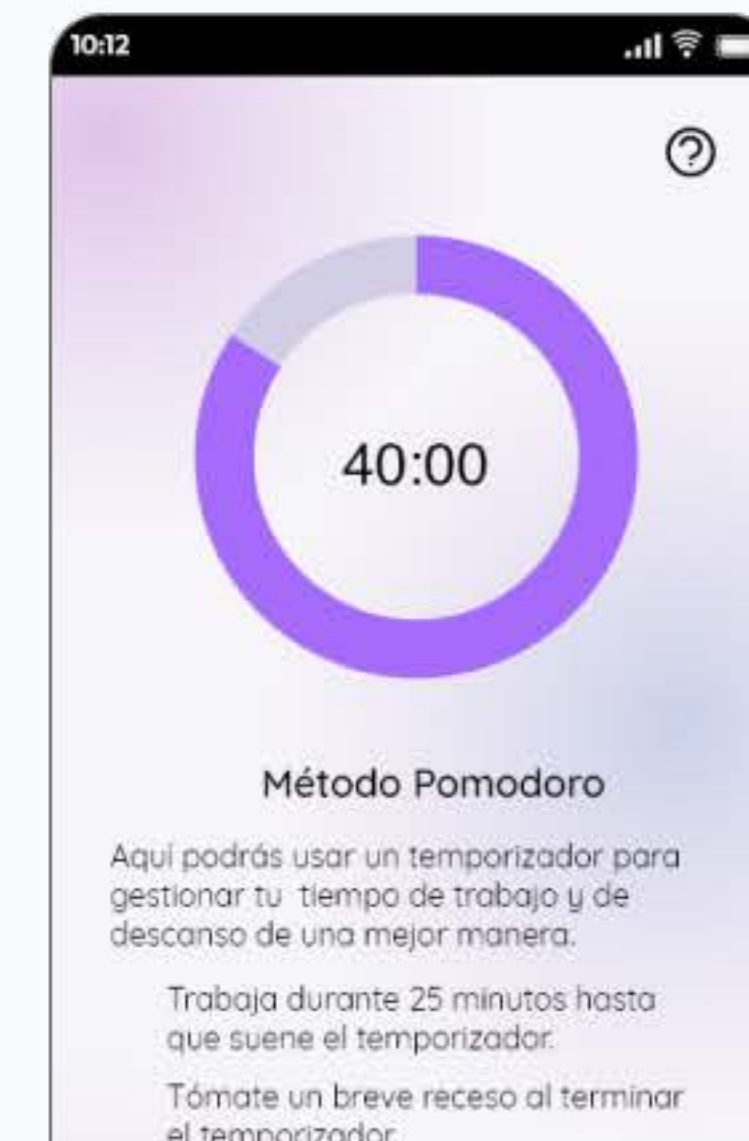 10:12
40:00
Método Pomodoro
Aquí podrás usar un temporizador para
gestionar tu tiempo de trabajo y de
descanso de una mejor manera.
Trabaja durante 25 minutos hasta
que suene el temporizador.
Tómate un breve receso al terminar
el temporizador